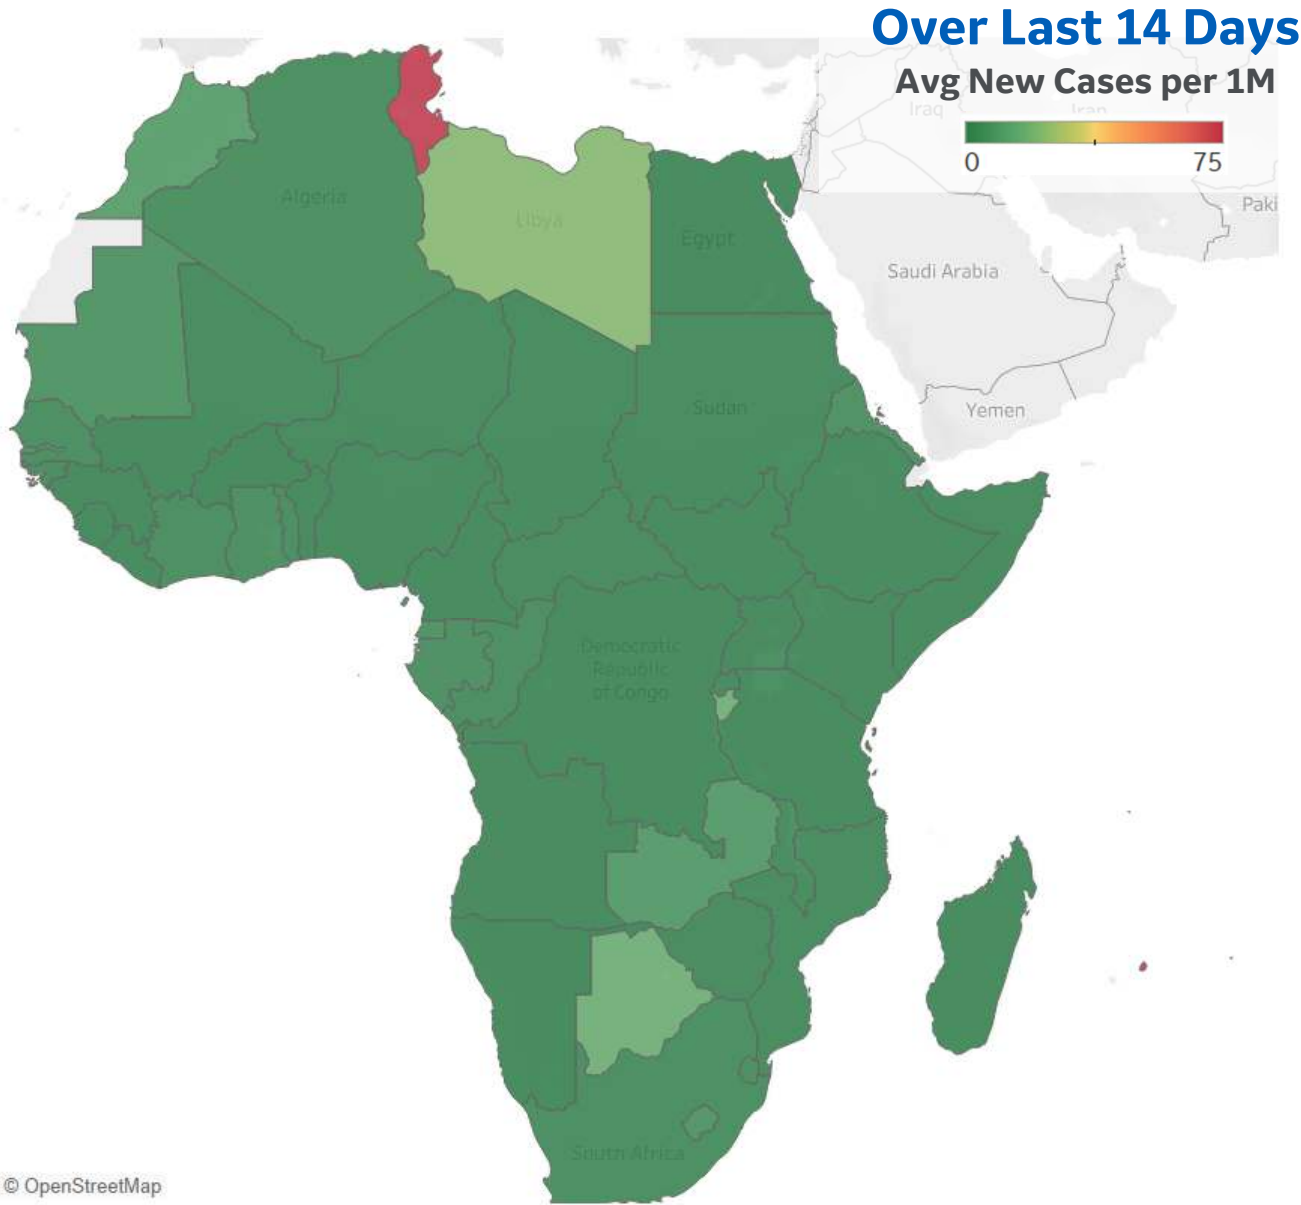 Over Last 14 Days
Avg New Cases per 1M
Iraq
Iran
0
75
Algeria
Libya
Egypt
Saudi Arabia
Paki
Sudan
Yemen
Democratic
Republic
of Congo
South Africa
© OpenStreetMap